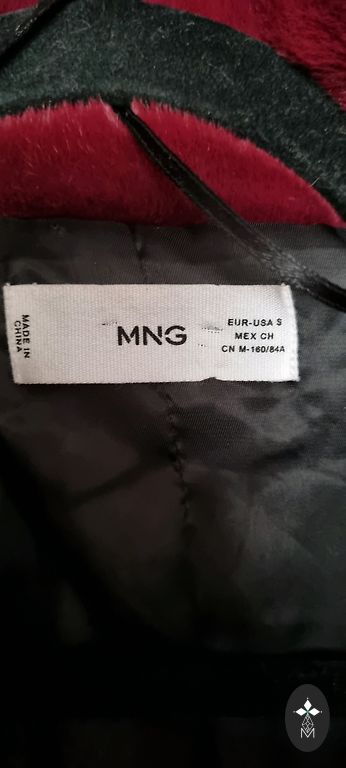 MADE IN
CHINA
MNG
EUR-USA S
MEX CH
CN M-160/84A
M